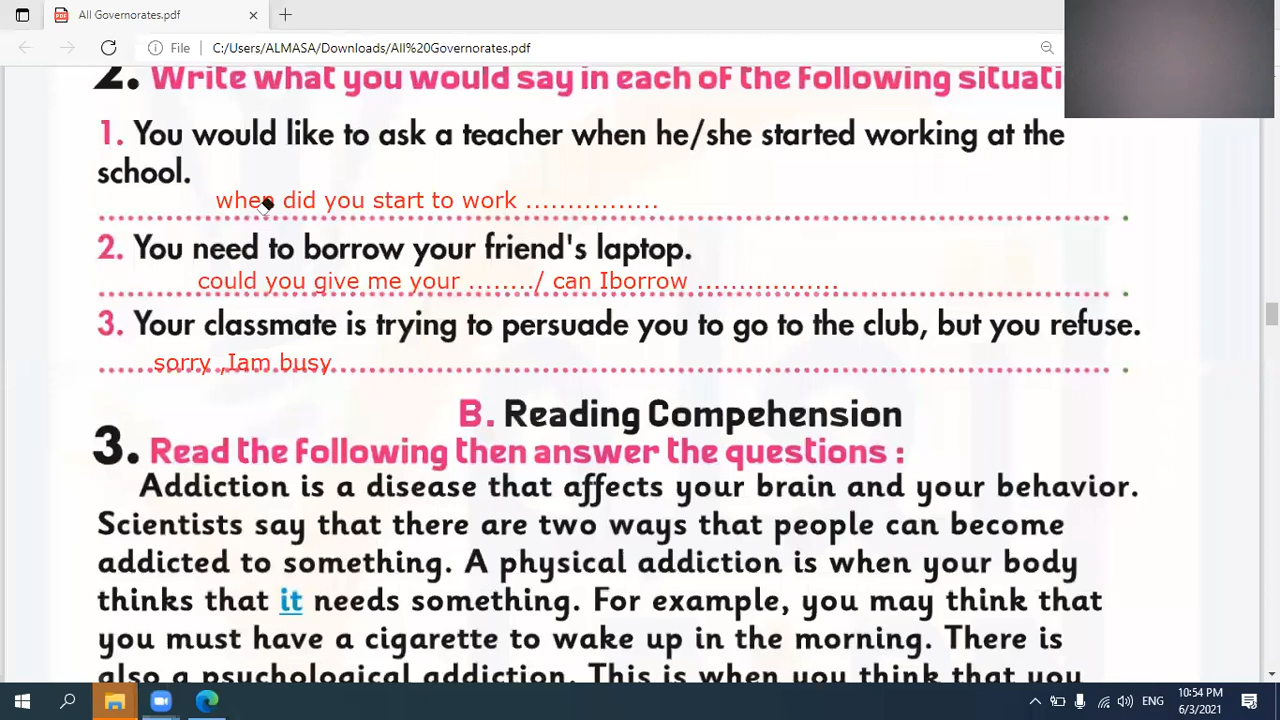 All Governorates.pdf
File C:/Users/ALMASA/Downloads/All%20Governorates.pdf
2. Write what you would say in each of the following situati
1. You would like to ask a teacher when he/she started working at the
school.
when did you start to work ................
2. You need to borrow your friend's laptop.
could you give me your ......../ can Iborrow .................
3. Your classmate is trying to persuade you to go to the club, but you refuse.
sorry ,Iam busy
B. Reading Compehension
3. Read the following then answer the questions :
Addiction is a disease that affects your brain and your behavior.
Scientists say that there are two ways that people can become
addicted to something. A physical addiction is when your body
thinks that it needs something. For example, you may think that
you must have a cigarette to wake up in the morning. There is
also a psychological addiction. This is when you think that you
ENG
10:54 PM
6/3/2021